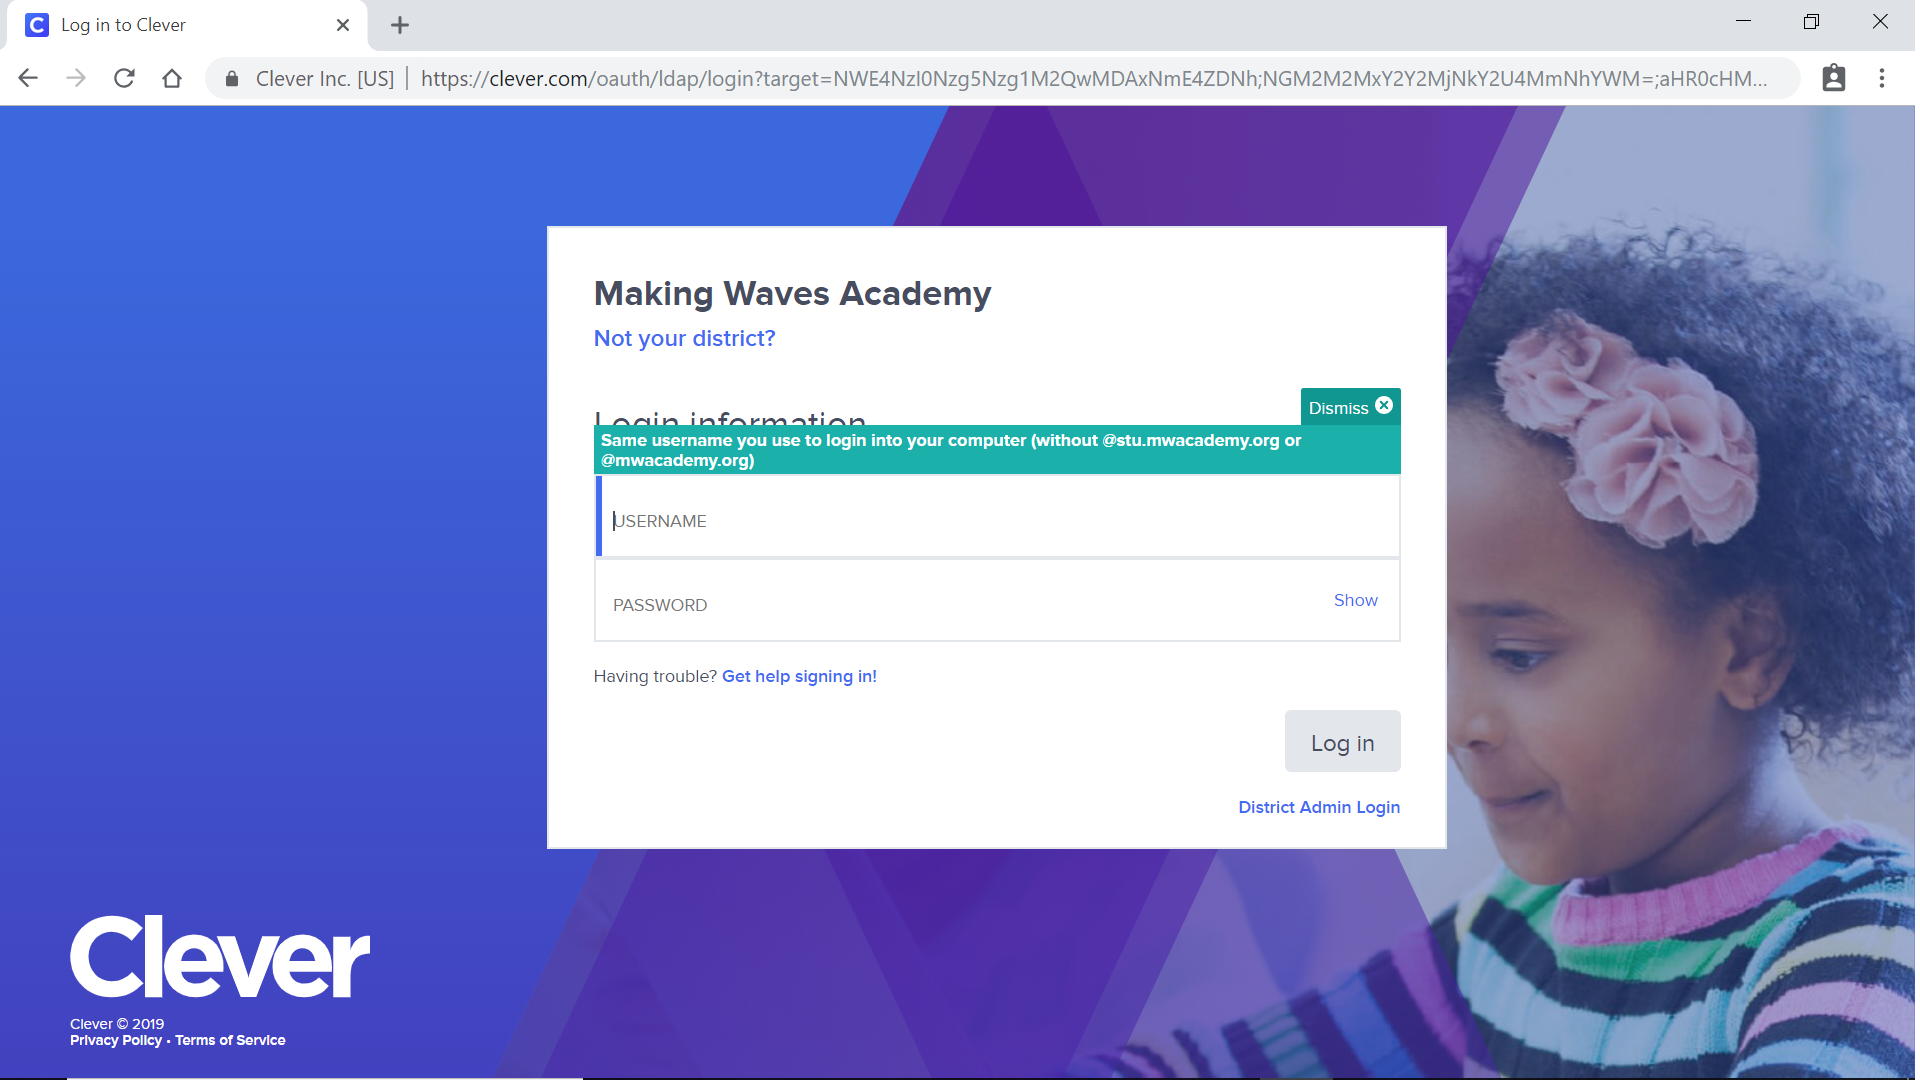 Log in to Clever
Clever Inc. [US] | https://clever.com/oauth/ldap/login?target=NWE4NzI0Nzg5Nzg1M2QwMDAxNmE4ZDNh;NGM2M2MxY2Y2MjNkY2U4MmNhYWM=;aHR0cHM...
Making Waves Academy
Not your district?
Dismiss
Login information
Same username you use to login into your computer (without @stu.mwacademy.org or
@mwacademy.org)
USERNAME
PASSWORD
Show
Having trouble? Get help signing in!
Log in
District Admin Login
Clever
Clever © 2019
Privacy Policy • Terms of Service